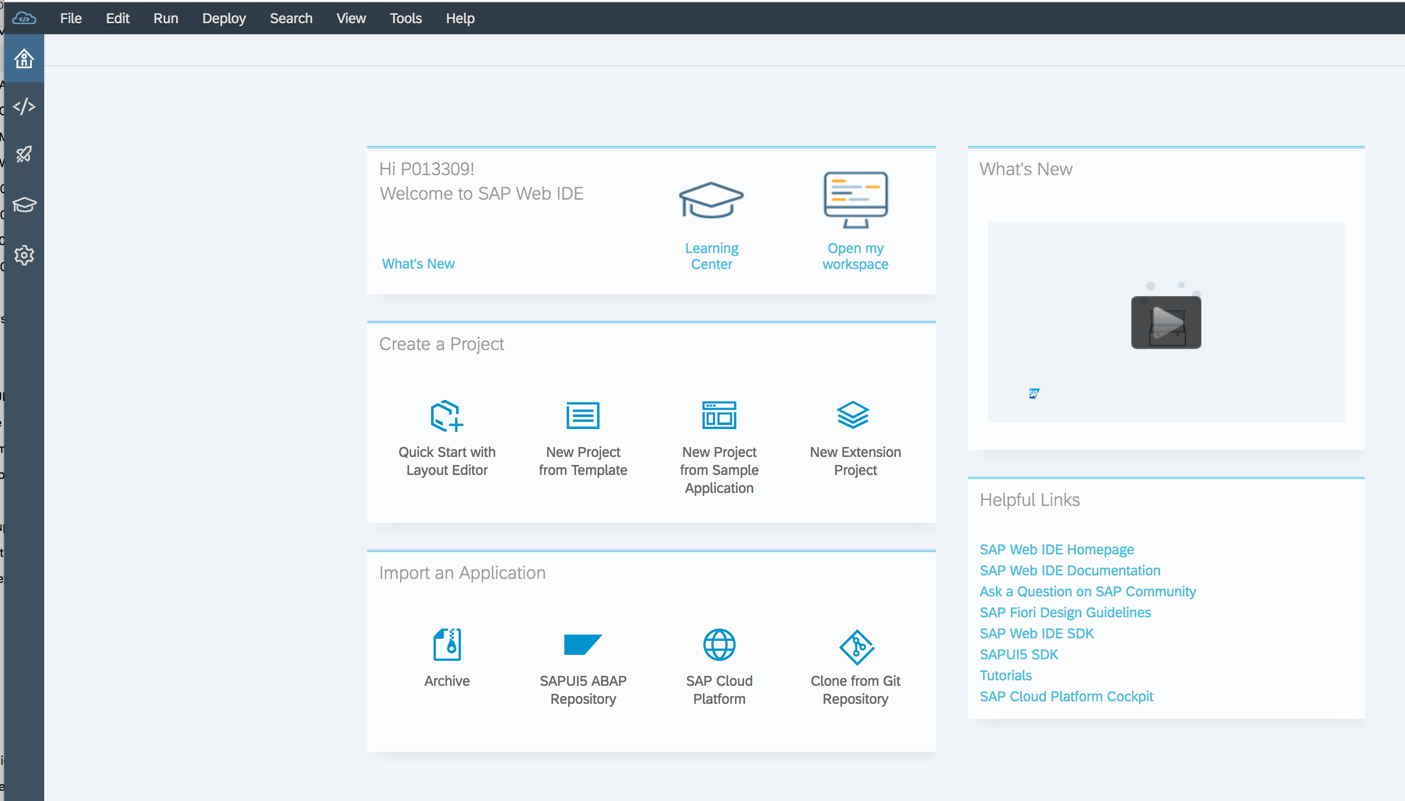 File Edit Run Deploy Search View Tools Help
Hi P013309!
Welcome to SAP Web IDE
What's New
Learning
Center
Open my
workspace
Create a Project
Quick Start with
Layout Editor
New Project
from Template
New Project
from Sample
Application
New Extension
Project
Import an Application
Archive
SAPUI5 ABAP
Repository
SAP Cloud
Platform
Clone from Git
Repository
What's New
SAP
Helpful Links
SAP Web IDE Homepage
SAP Web IDE Documentation
Ask a Question on SAP Community
SAP Fiori Design Guidelines
SAP Web IDE SDK
SAPUI5 SDK
Tutorials
SAP Cloud Platform Cockpit